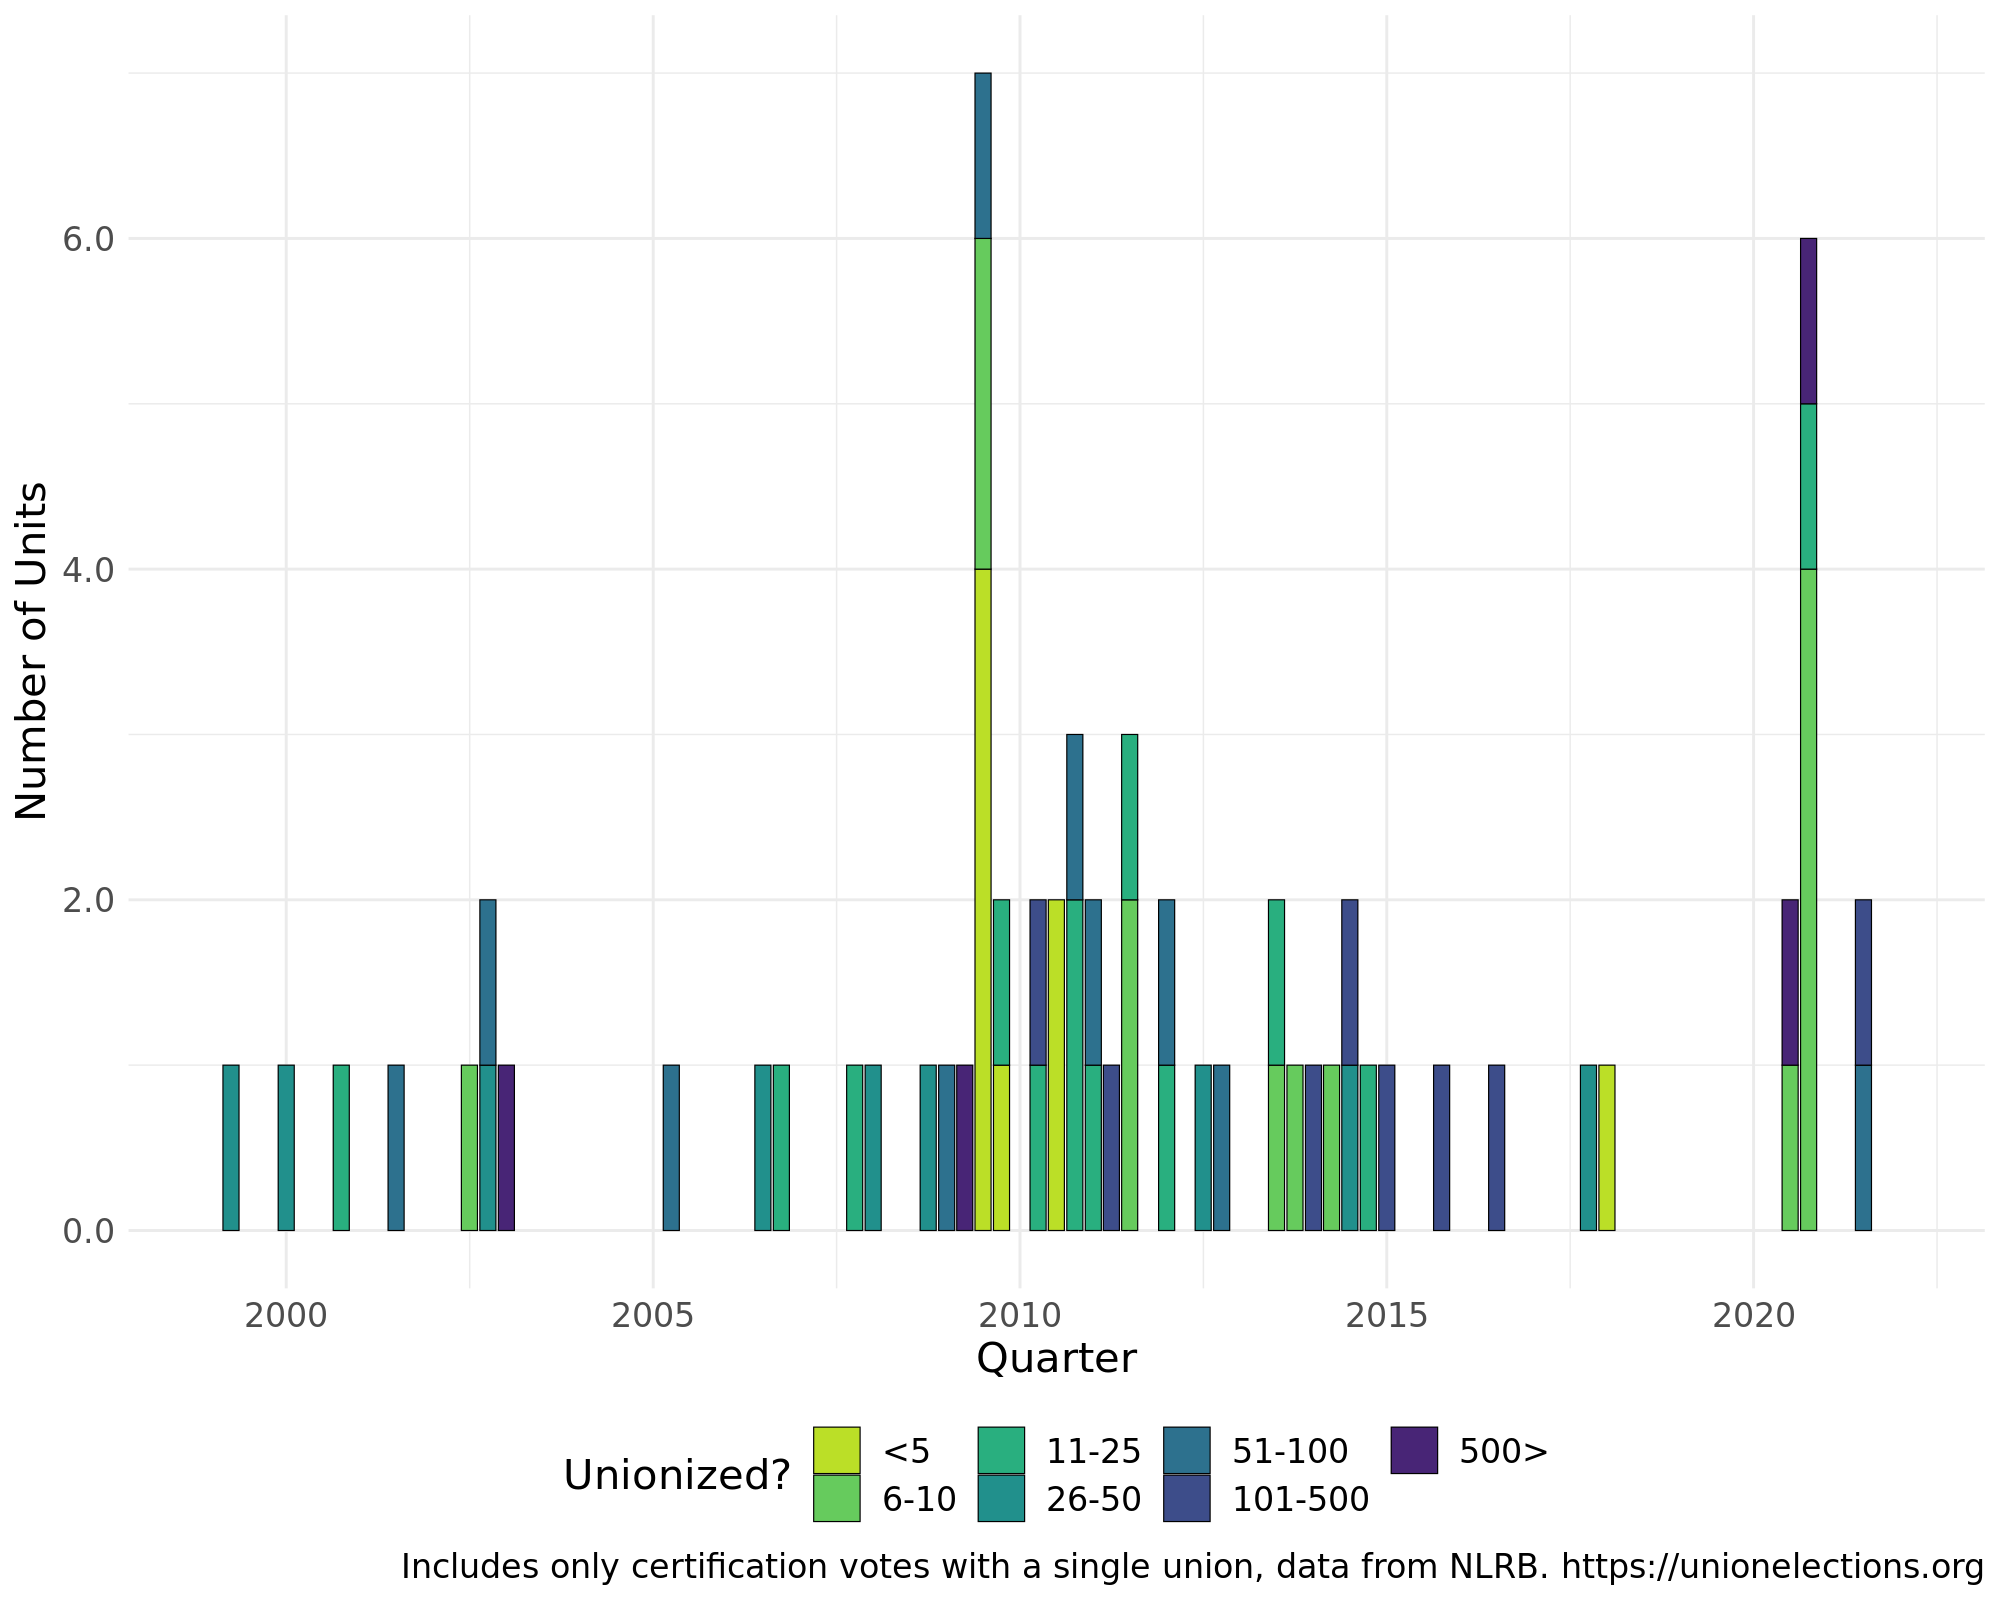 Number of Units
6.0
4.0
2.0
0.0
2000 2005 2010 2015 2020
Quarter
Unionized?
<5 11-25 51-100 500>
6-10 26-50 101-500
Includes only certification votes with a single union, data from NLRB. https://unionelections.org